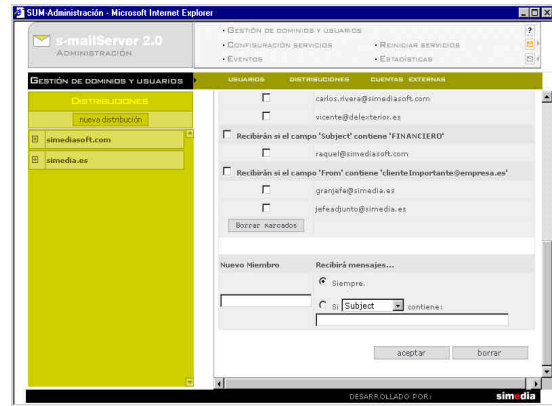 SUM-Administración - Microsoft Internet Explorer
s-mailServer 2.0
ADMINISTRACIÓN
• GESTIÓN DE DOMINIOS Y USUARIOS
• CONFIGURACIÓN SERVICIOS
• REINICIAR SERVICIOS
• EVENTOS
• ESTADÍSTICAS
?
GESTIÓN DE DOMINIOS Y USUARIOS
USUARIOS DISTRIBUCIONES CUENTAS EXTERNAS
DISTRIBUCIONES
nueva distribución
simediasoft.com
simedia.es
carlos.rivera@simediasoft.com
vicente@delexterior.es
Recibirán si el campo 'Subject' contiene 'FINANCIERO'
raquel@simediasoft.com
Recibirán si el campo 'From' contiene 'clienteImportante@empresa.es'
granjefe@simedia.es
jefeadjunto@simedia.es
Borrar marcados
Nuevo Miembro Recibirá mensajes...
Siempre.
Si Subject contiene:
aceptar borrar
DESARROLLADO POR: simedia